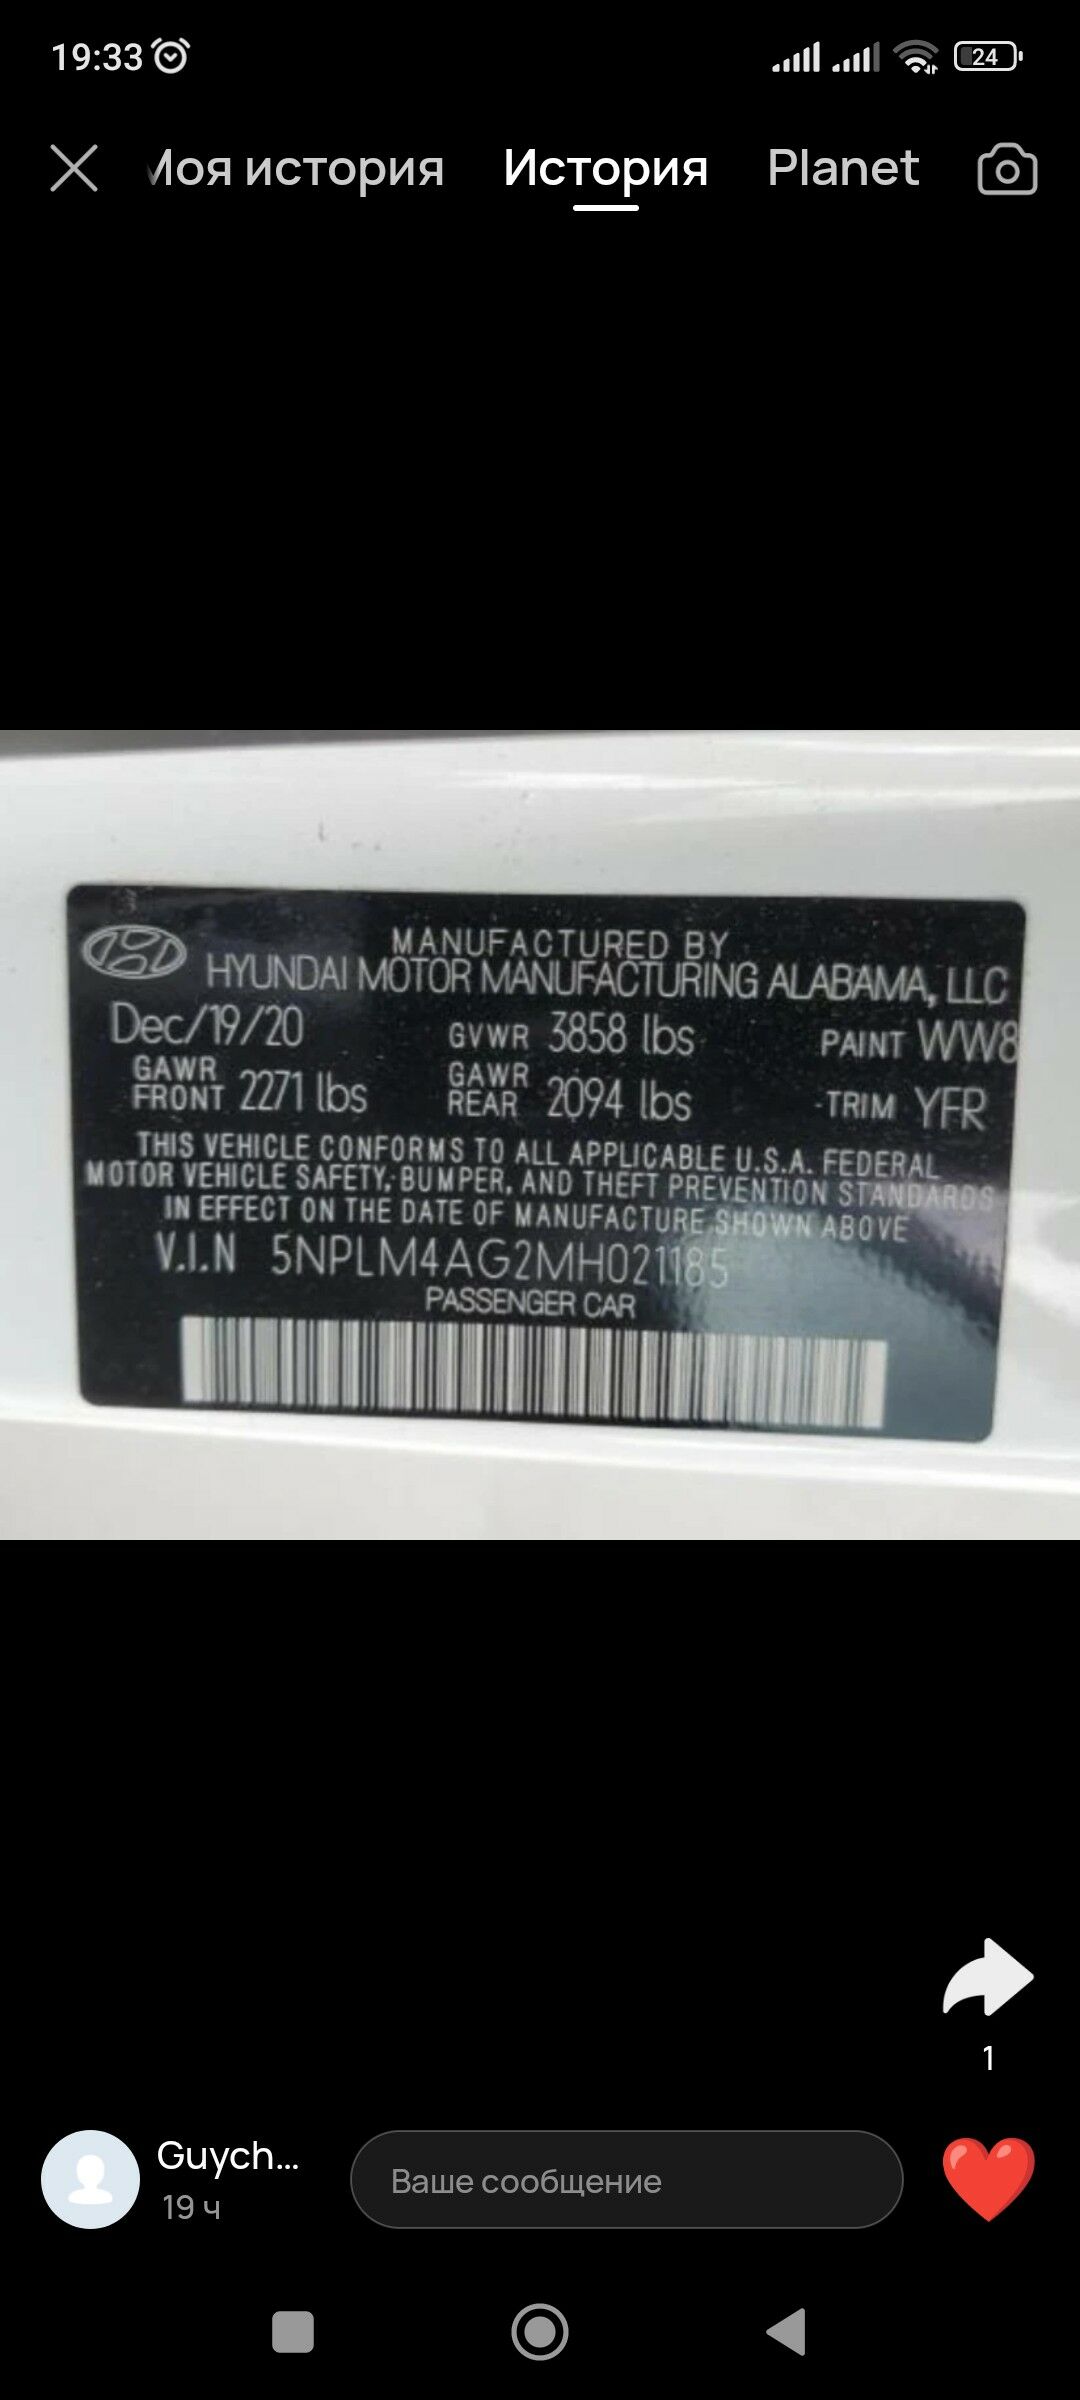 19:33
24
Моя история
История
Planet
MANUFACTURED BY
HYUNDAI MOTOR MANUFACTURING ALABAMA, LLC
Dec/19/20 GVWR 3858 lbs PAINT WW8
GAWR FRONT 2271 lbs GAWR REAR 2094 lbs TRIM YFR
THIS VEHICLE CONFORMS TO ALL APPLICABLE U.S.A. FEDERAL
MOTOR VEHICLE SAFETY, BUMPER, AND THEFT PREVENTION STANDARDS
IN EFFECT ON THE DATE OF MANUFACTURE SHOWN ABOVE
V.I.N 5NPLM4AG2MH021185
PASSENGER CAR
1
Guych...
19 ч
Ваше сообщение